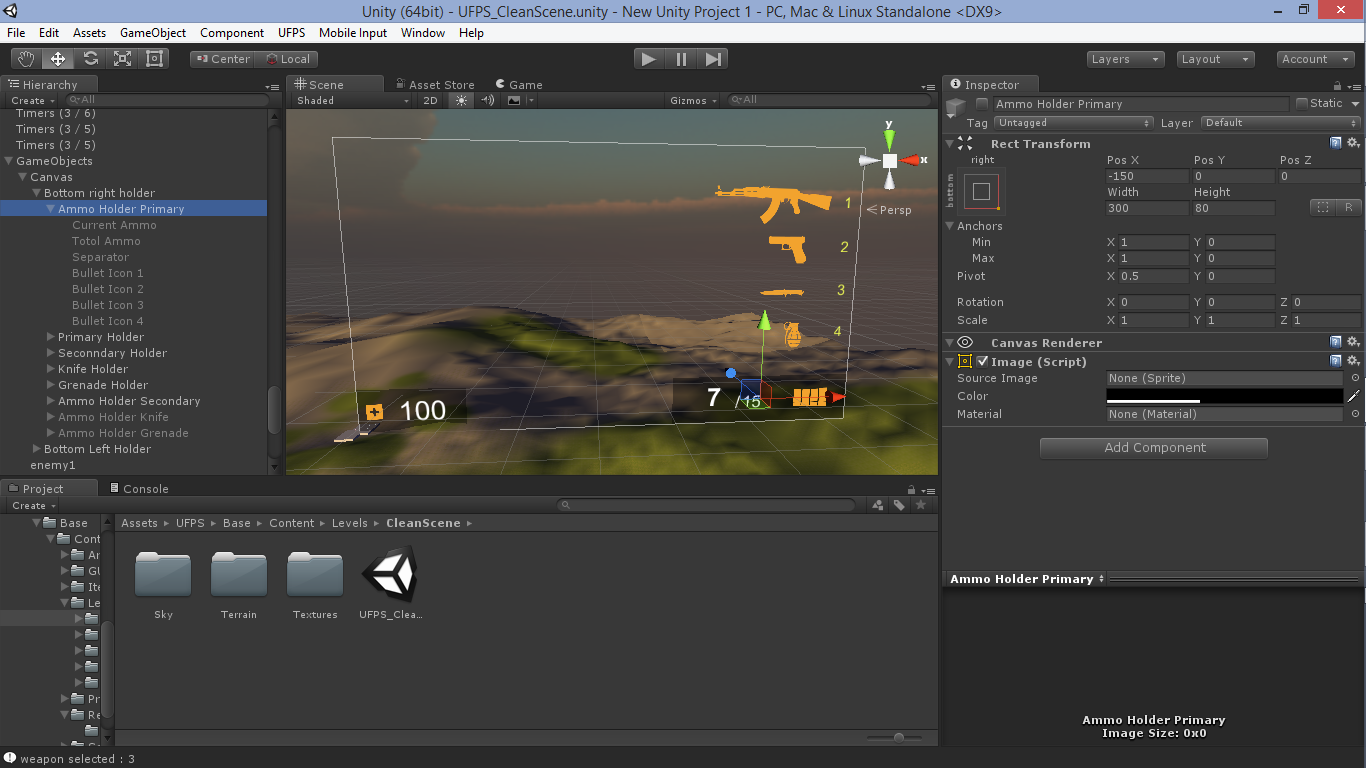 Unity (64bit) - UFPS_CleanScene.unity - New Unity Project 1 - PC, Mac & Linux Standalone <DX9>
File Edit Assets GameObject Component UFPS Mobile Input Window Help
Center Local Layers Layout Account
Hierarchy
Create All
Timers (3 / 6)
Timers (3 / 5)
Timers (3 / 5)
GameObjects
Canvas
Bottom right holder
Ammo Holder Primary
Current Ammo
Totol Ammo
Separator
Bullet Icon 1
Bullet Icon 2
Bullet Icon 3
Bullet Icon 4
Primary Holder
Seconndary Holder
Knife Holder
Grenade Holder
Ammo Holder Secondary
Ammo Holder Knife
Ammo Holder Grenade
Bottom Left Holder
enemy1
Scene Asset Store Game
Shaded 2D Gizmos All
y
x
Persp
1
2
3
4
100
7 /15
Inspector
Ammo Holder Primary Static
Tag Untagged Layer Default
Rect Transform
right Pos X Pos Y Pos Z
bottom -150 0 0
Width Height
300 80 R
Anchors
Min X 1 Y 0
Max X 1 Y 0
Pivot X 0.5 Y 0
Rotation X 0 Y 0 Z 0
Scale X 1 Y 1 Z 1
Canvas Renderer
Image (Script)
Source Image None (Sprite)
Color
Material None (Material)
Add Component
Project Console
Create
Base
Cont
Ar
GU
Ite
Le
Pr
Re
Assets UFPS Base Content Levels CleanScene
Sky Terrain Textures UFPS_Clea...
Ammo Holder Primary
Ammo Holder Primary
Image Size: 0x0
weapon selected : 3